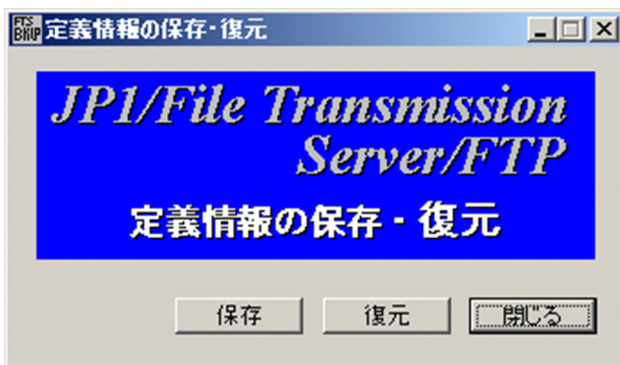 FTS
BKUP
定義情報の保存・復元
JP1/File Transmission
Server/FTP
定義情報の保存・復元
保存
復元
閉じる